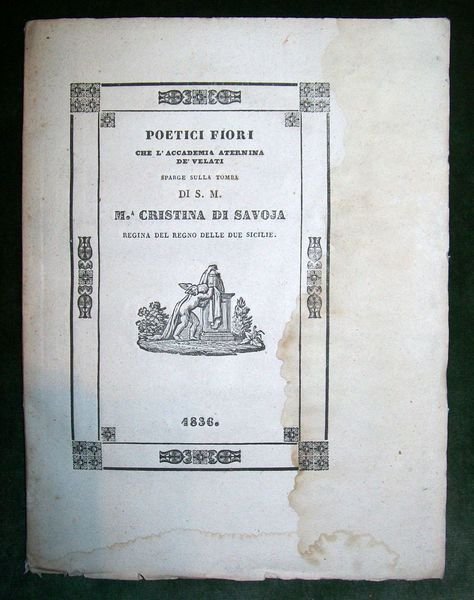 POETICI FIORI
CHE L'ACCADEMIA ATERNINA
DE' VELATI
SPARGE SULLA TOMBA
DI S. M.
M.ᴬ CRISTINA DI SAVOJA
REGINA DEL REGNO DELLE DUE SICILIE.
1836.